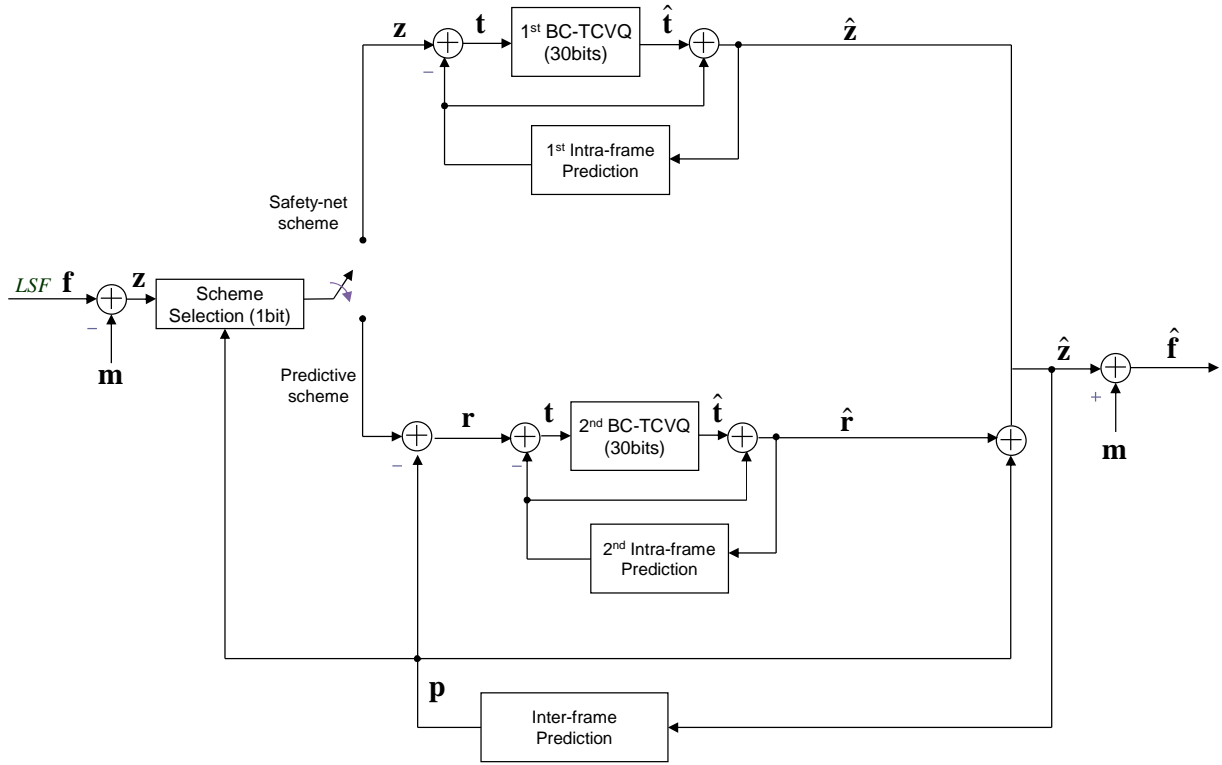 z
t
1st BC-TCVQ
(30bits)
t̂
ẑ
−
1st Intra-frame
Prediction
Safety-net
scheme
LSF f
z
Scheme
Selection (1bit)
−
m
Predictive
scheme
ẑ
f̂
+
m
r
t
2nd BC-TCVQ
(30bits)
t̂
r̂
−
−
2nd Intra-frame
Prediction
p
Inter-frame
Prediction